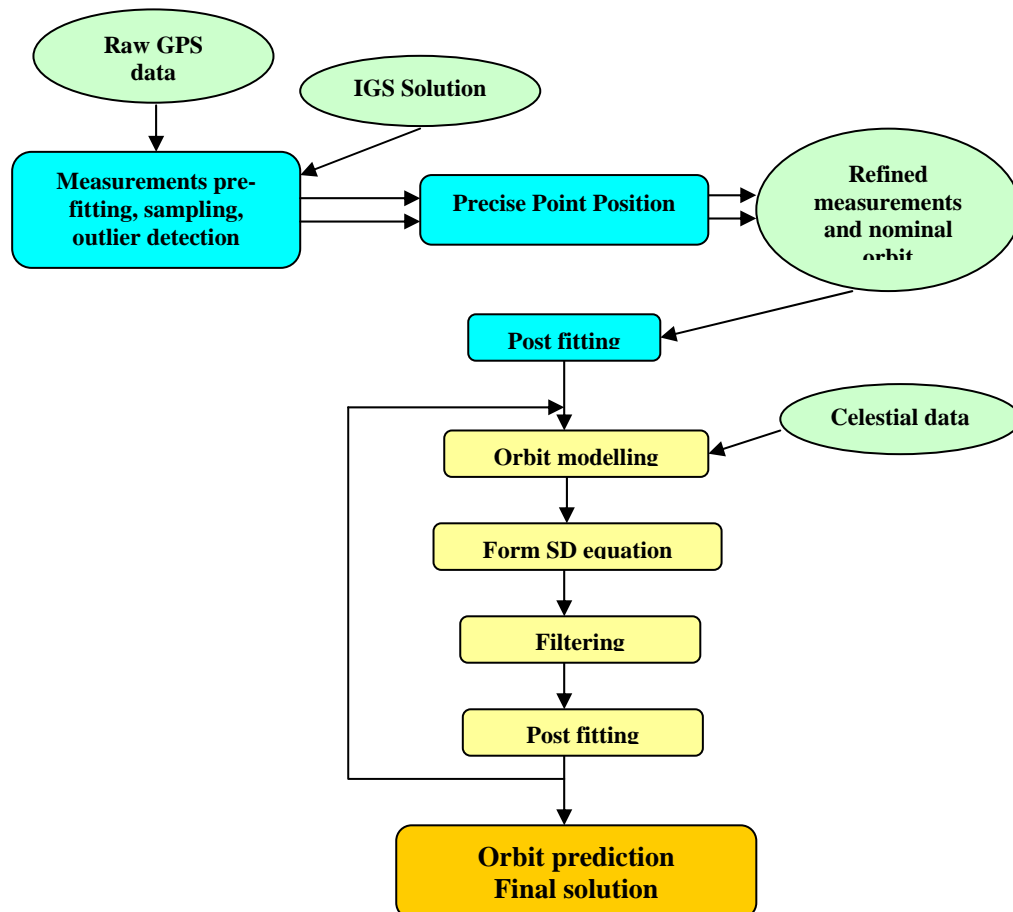 Raw GPS
data
IGS Solution
Measurements pre-
fitting, sampling,
outlier detection
Precise Point Position
Refined
measurements
and nominal
orbit
Post fitting
Celestial data
Orbit modelling
Form SD equation
Filtering
Post fitting
Orbit prediction
Final solution